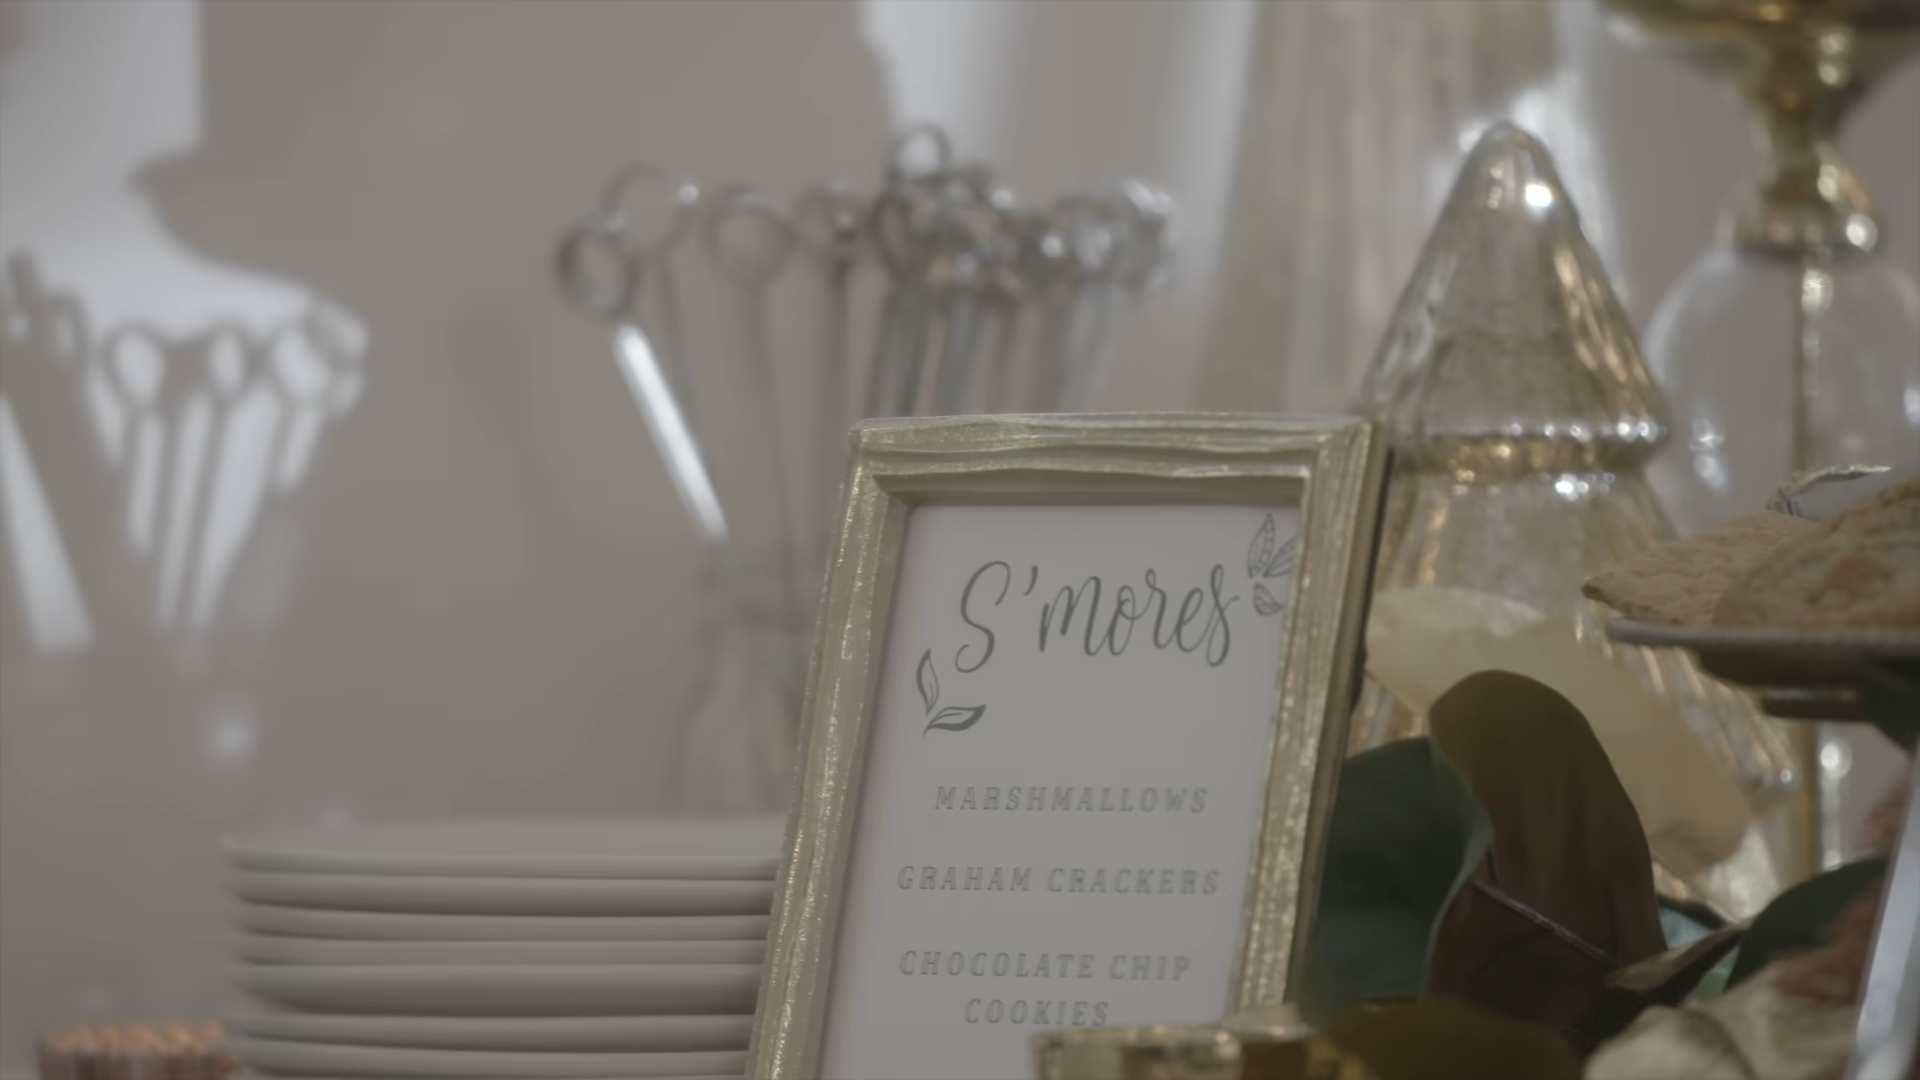 S'mores
MARSHMALLOWS
GRAHAM CRACKERS
CHOCOLATE CHIP
COOKIES